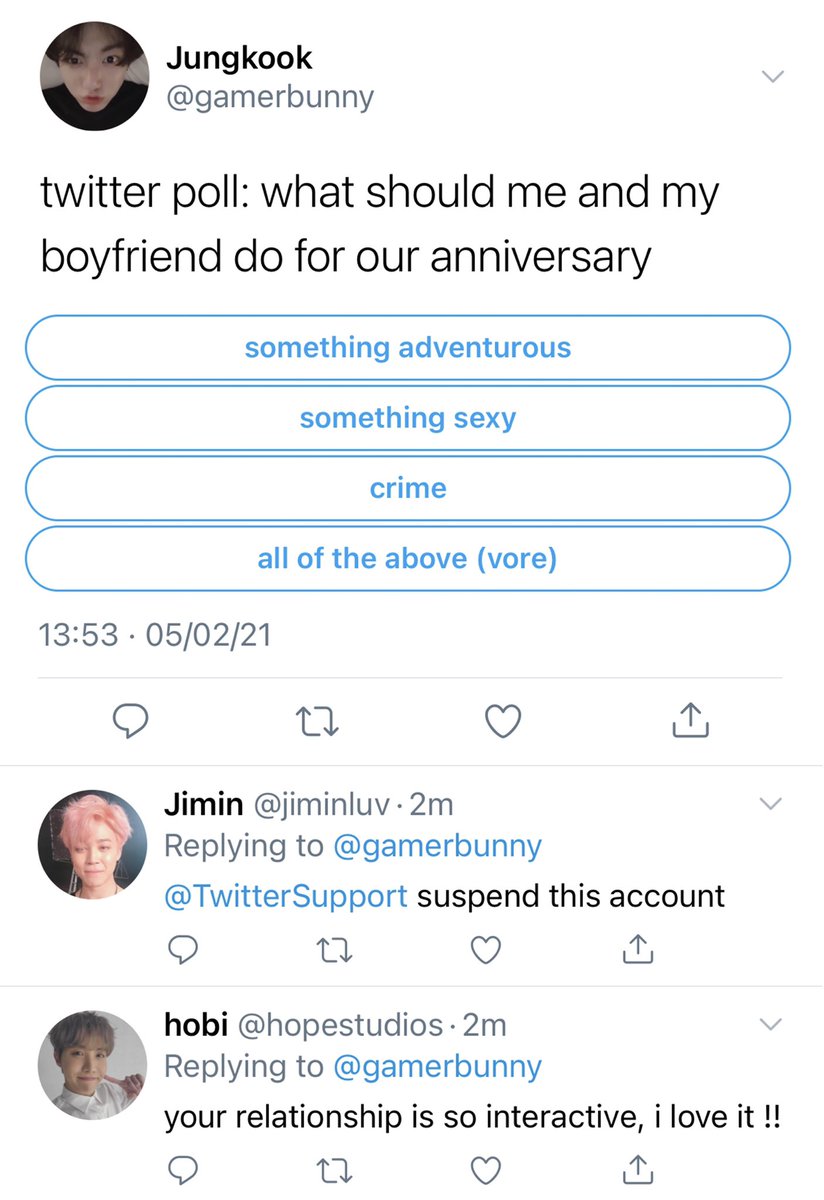 Jungkook
@gamerbunny
twitter poll: what should me and my
boyfriend do for our anniversary
something adventurous
something sexy
crime
all of the above (vore)
13:53 · 05/02/21
Jimin @jiminluv · 2m
Replying to @gamerbunny
@TwitterSupport suspend this account
hobi @hopestudios · 2m
Replying to @gamerbunny
your relationship is so interactive, i love it !!